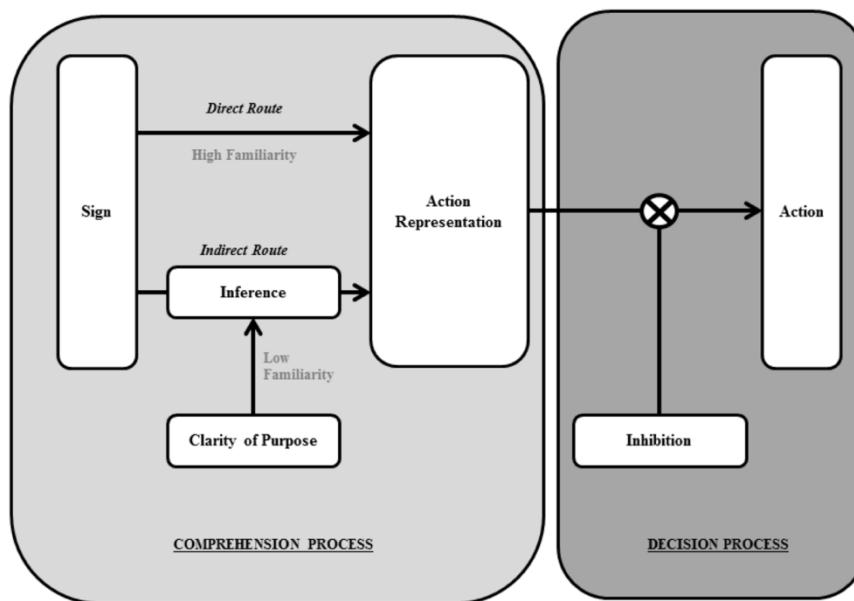 Direct Route
High Familiarity
Sign
Action
Representation
Action
Indirect Route
Inference
Low
Familiarity
Clarity of Purpose
Inhibition
COMPREHENSION PROCESS
DECISION PROCESS